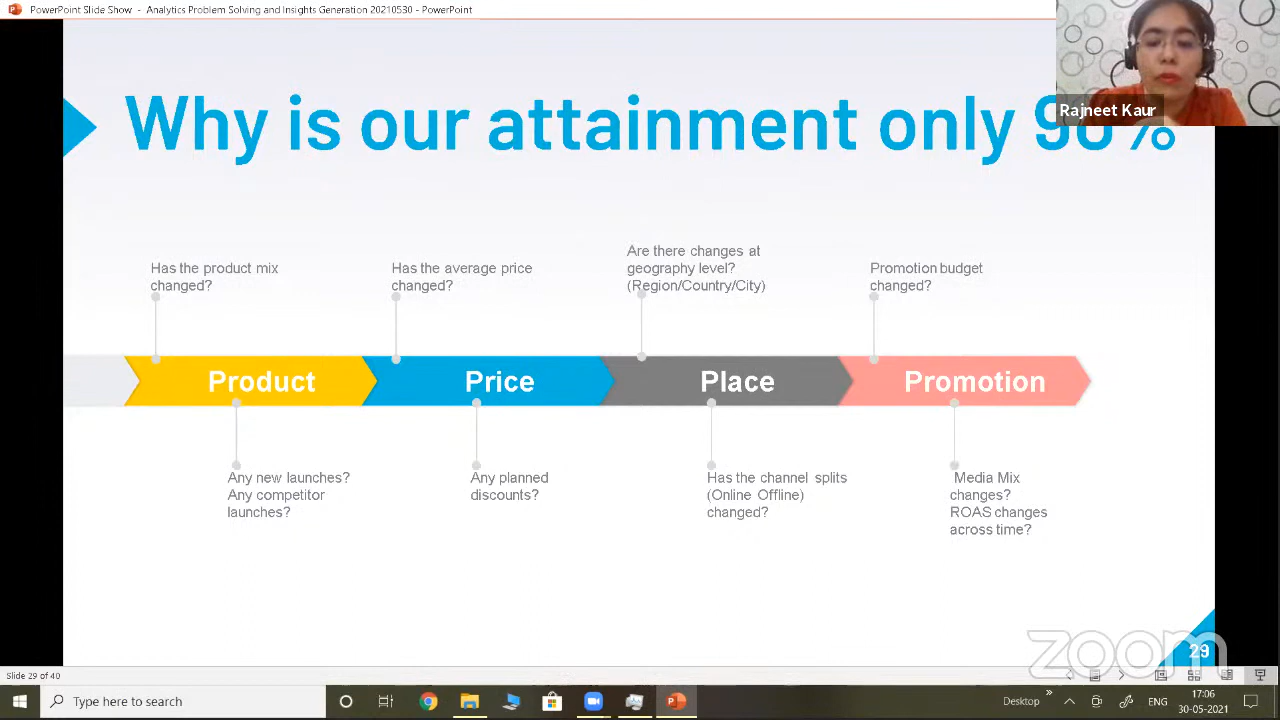 PowerPoint Slide Show - Analytics Problem Solving and Insights Generation 20210530 - PowerPoint
Rajneet Kaur
Why is our attainment only
Has the product mix
changed?
Has the average price
changed?
Are there changes at
geography level?
(Region/Country/City)
Promotion budget
changed?
Product
Price
Place
Promotion
Any new launches?
Any competitor
launches?
Any planned
discounts?
Has the channel splits
(Online Offline)
changed?
Media Mix
changes?
ROAS changes
across time?
zoom
29
Slide 29 of 40
Type here to search
Desktop
ENG
17:06
30-05-2021